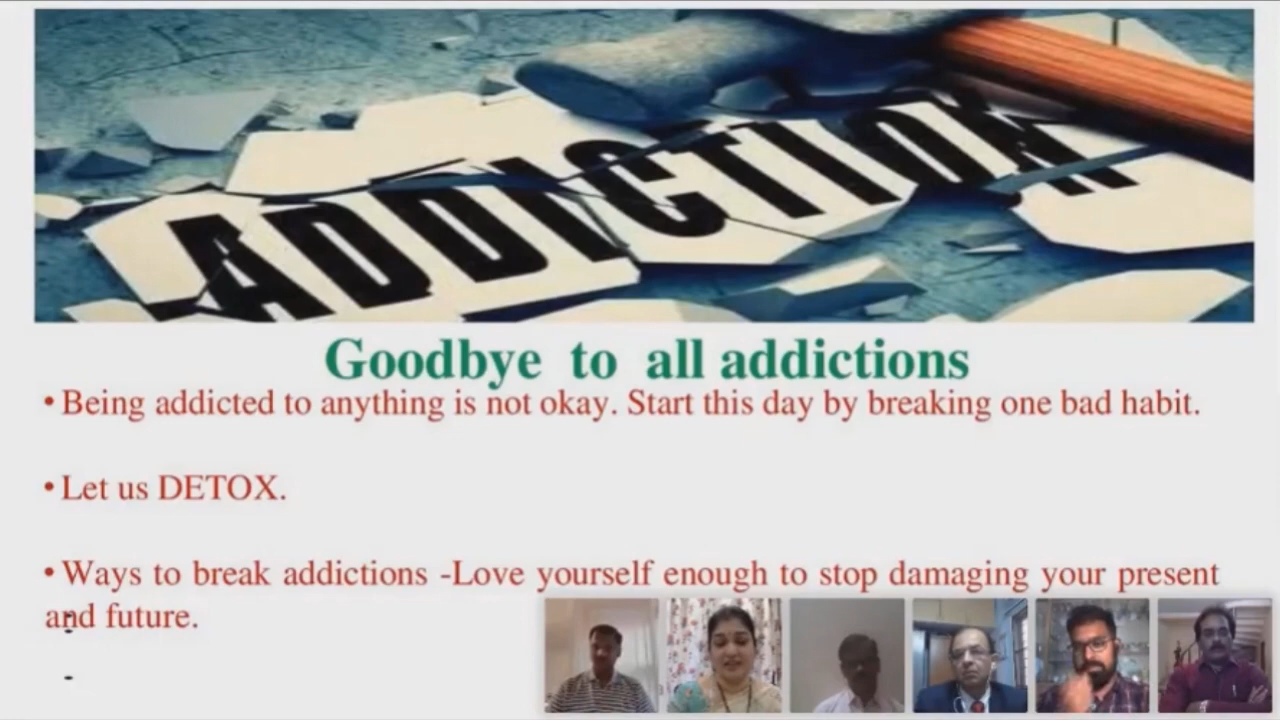 ADDICTION
Goodbye to all addictions
• Being addicted to anything is not okay. Start this day by breaking one bad habit.
• Let us DETOX.
• Ways to break addictions -Love yourself enough to stop damaging your present
and future.
-
-